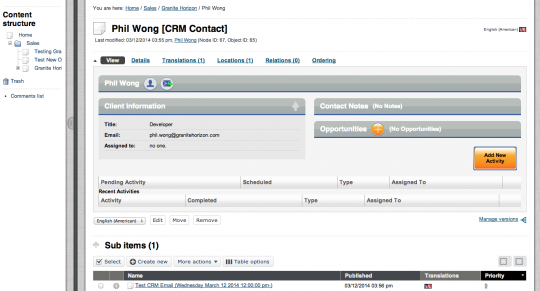 You are here: Home / Sales / Granite Horizon / Phil Wong
Content structure
Home
Sales
Testing Gra
Test New O
Granite Hori
Trash
Comments list
Phil Wong [CRM Contact]
English (American)
Last modified: 03/12/2014 03:55 pm, Phil Wong (Node ID: 67, Object ID: 65)
View
Details
Translations (1)
Locations (1)
Relations (0)
Ordering
Phil Wong
Client Information
Contact Notes (No Notes)
Title: Developer
Email: phil.wong@granitehorizon.com
Assigned to: no one.
Opportunities (No Opportunities)
Add New Activity
Pending Activity Scheduled Type Assigned To
Recent Activities
Activity Completed Type Assigned To
English (American) Edit Move Remove Manage versions
Sub items (1)
Select Create new More actions Table options
Name Published Translations Priority
Test CRM Email (Wednesday March 12 2014 12:00:00 pm-) 03/12/2014 03:56 pm 0